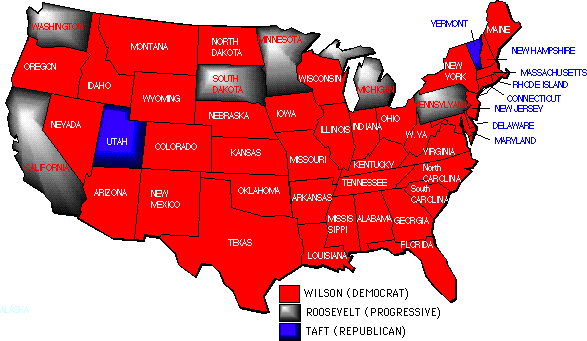 WASHINGTON
OREGON
CALIFORNIA
NEVADA
IDAHO
MONTANA
WYOMING
UTAH
ARIZONA
COLORADO
NEW
MEXICO
NORTH
DAKOTA
SOUTH
DAKOTA
NEBRASKA
KANSAS
OKLAHOMA
TEXAS
MINNESOTA
IOWA
MISSOURI
ARKANSAS
LOUISIANA
WISCONSIN
ILLINOIS
MICHIGAN
INDIANA
OHIO
KENTUCKY
TENNESSEE
MISSIS
SIPPI
ALABAMA
GEORGIA
FLORIDA
South
CAROLINA
North
CARCLINA
VIRGINIA
W. VA
PENNSYLVAN
NEW
YORK
VERMONT
MAINE
NEW HAMPSHIRE
MASSACHUSETTS
RHODE ISLAND
CONNECTICUT
NEW JERSEY
DELAWARE
MARYLAND
ALASKA
WILSON (DEMOCRAT)
ROOSEVELT (PROGRESSIVE)
TAFT (REPUBLICAN)